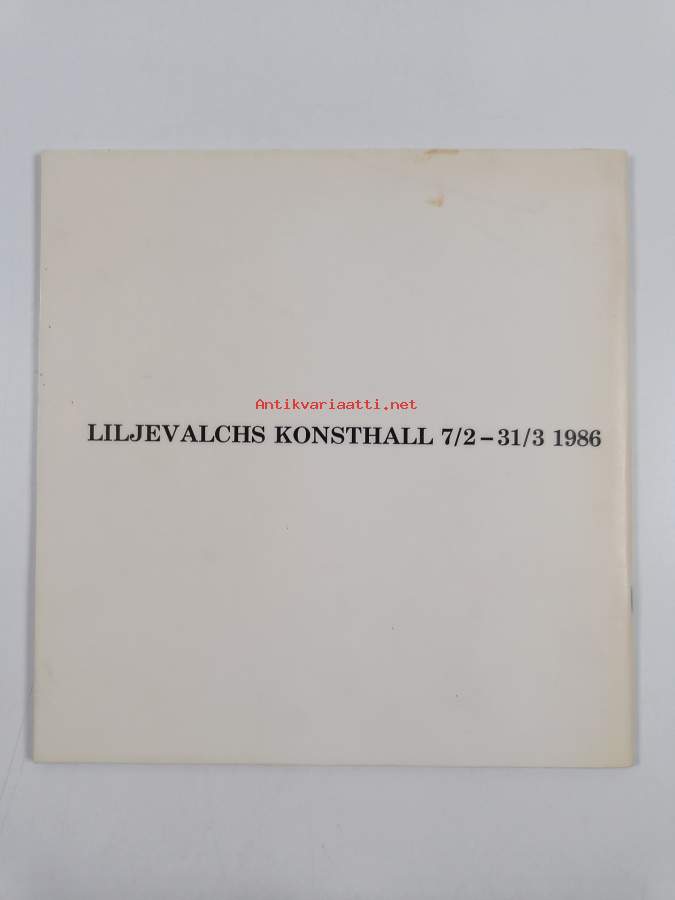 Antikvariaatti.net
LILJEVALCHS KONSTHALL 7/2 – 31/3 1986